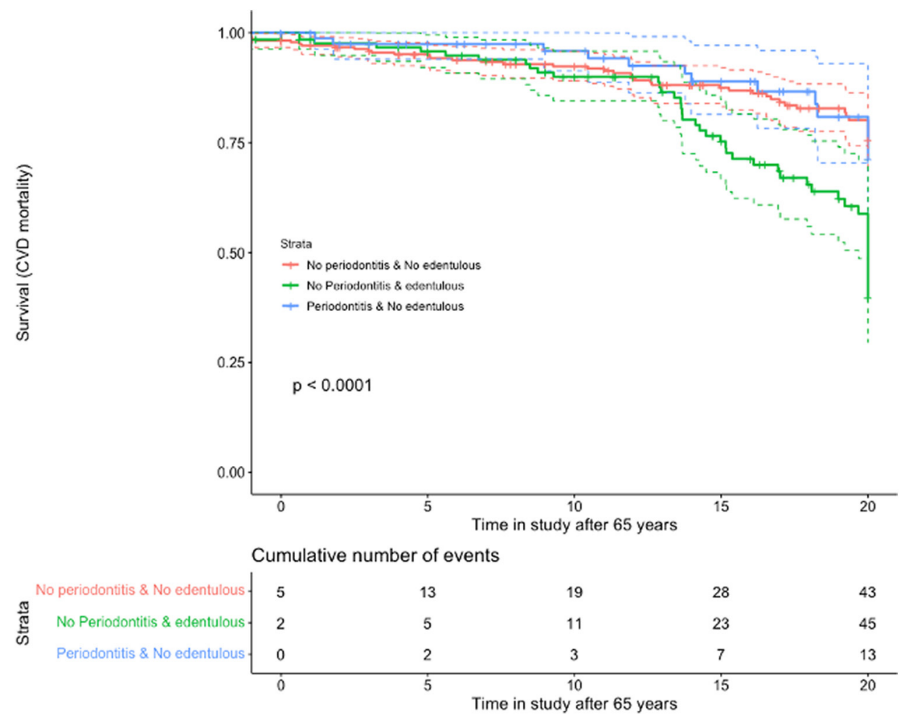 1.00
0.75
0.50
0.25
0.00
Survival (CVD mortality)
Strata
No periodontitis & No edentulous
No Periodontitis & edentulous
Periodontitis & No edentulous
p < 0.0001
0 5 10 15 20
Time in study after 65 years
Cumulative number of events
Strata
No periodontitis & No edentulous 5 13 19 28 43
No Periodontitis & edentulous 2 5 11 23 45
Periodontitis & No edentulous 0 2 3 7 13
0 5 10 15 20
Time in study after 65 years